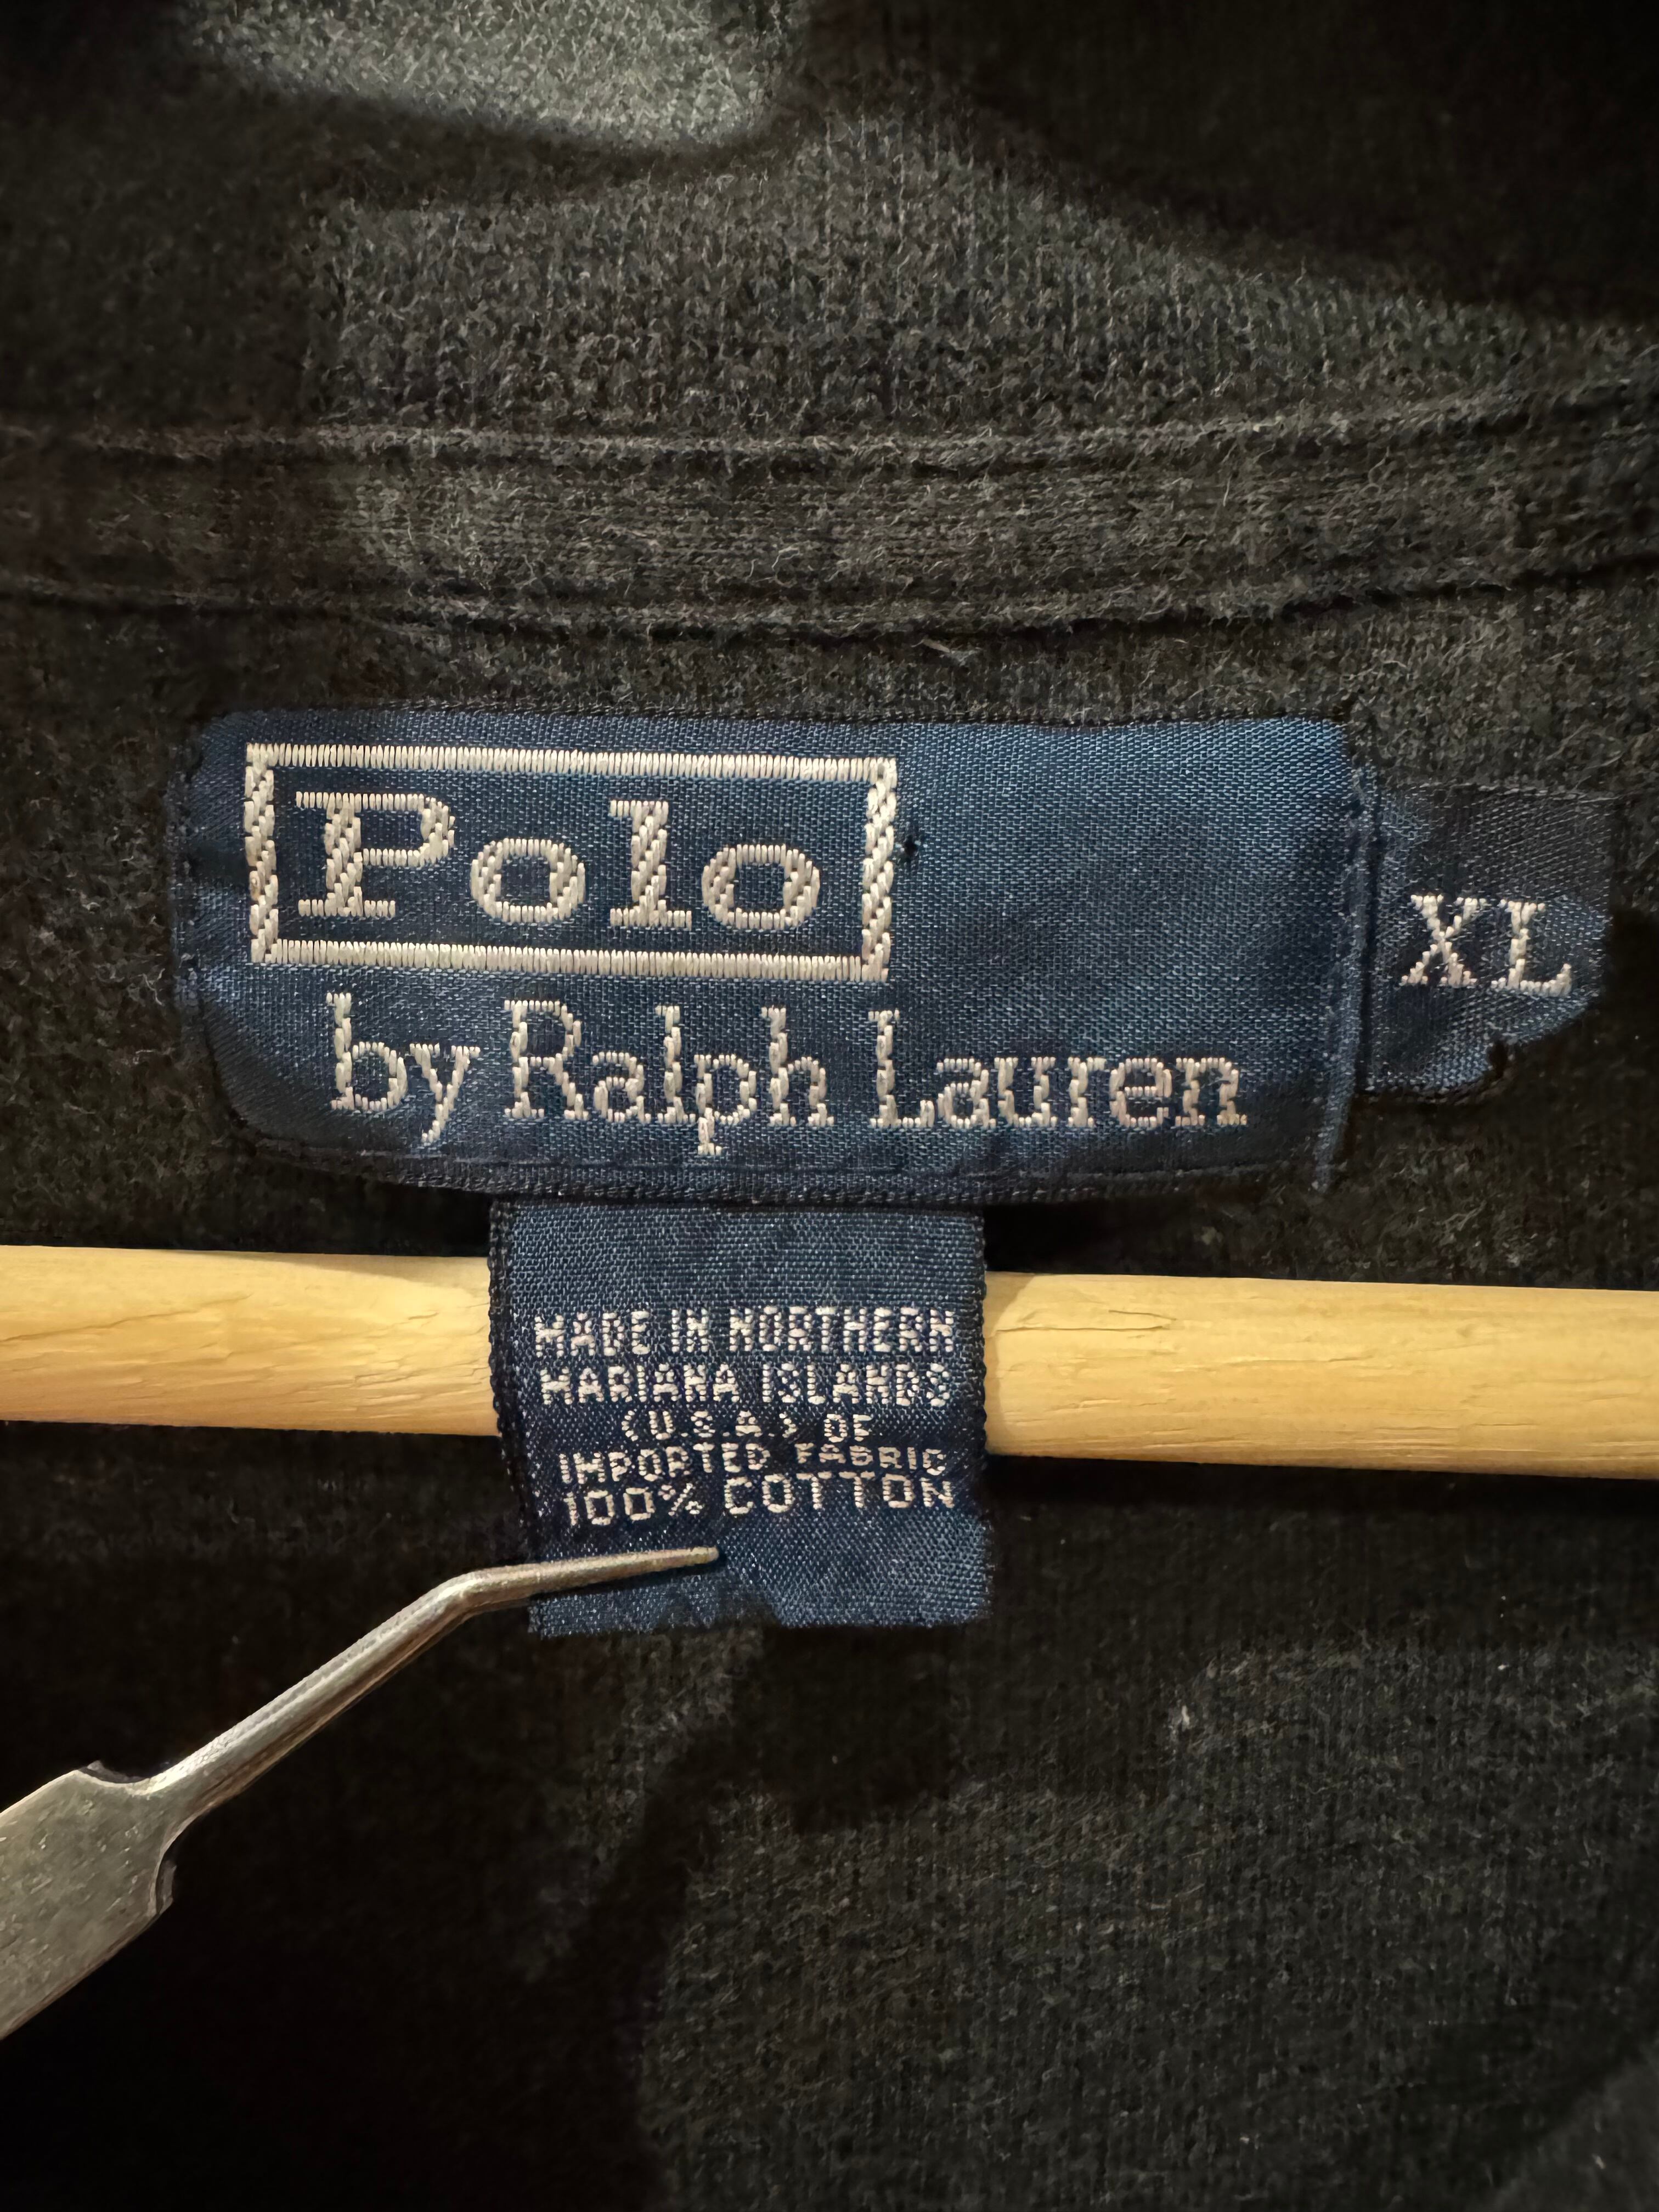 Polo
by Ralph Lauren
XL
MADE IN NORTHERN
MARIANA ISLANDS
(U.S.A.) OF
IMPORTED FABRIC
100% COTTON